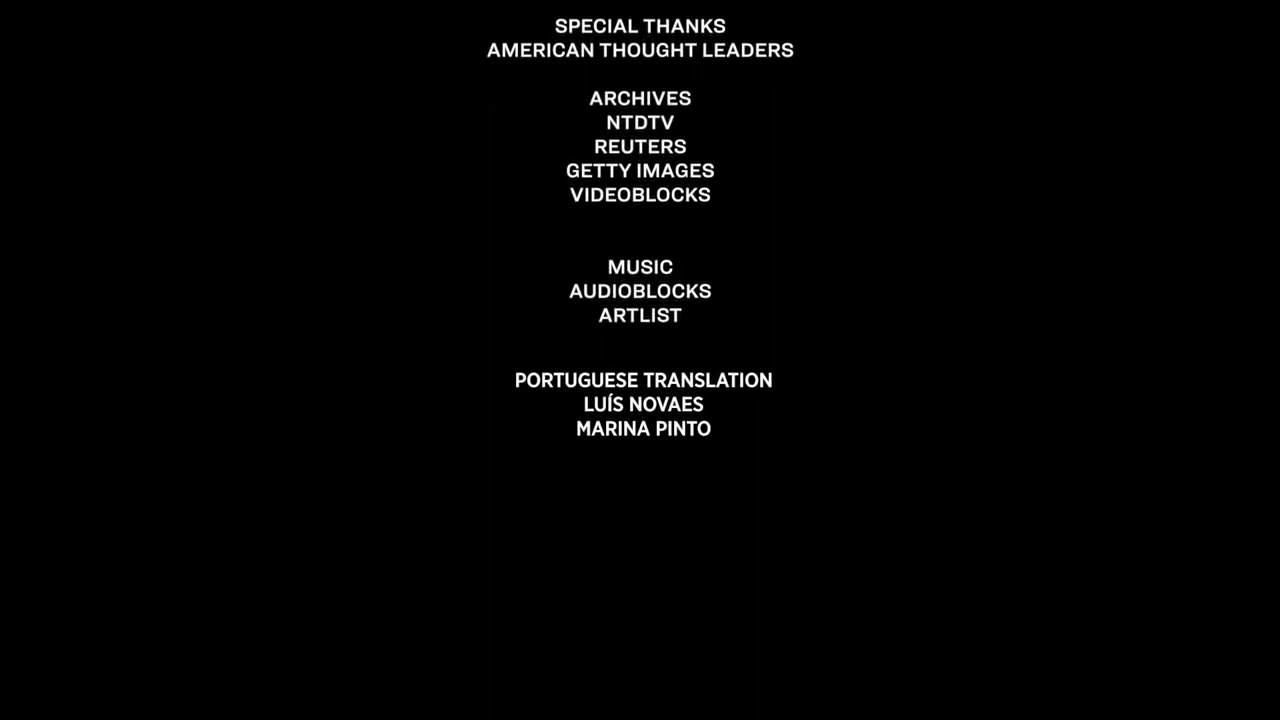 SPECIAL THANKS
AMERICAN THOUGHT LEADERS
ARCHIVES
NTDTV
REUTERS
GETTY IMAGES
VIDEOBLOCKS
MUSIC
AUDIOBLOCKS
ARTLIST
PORTUGUESE TRANSLATION
LUÍS NOVAES
MARINA PINTO